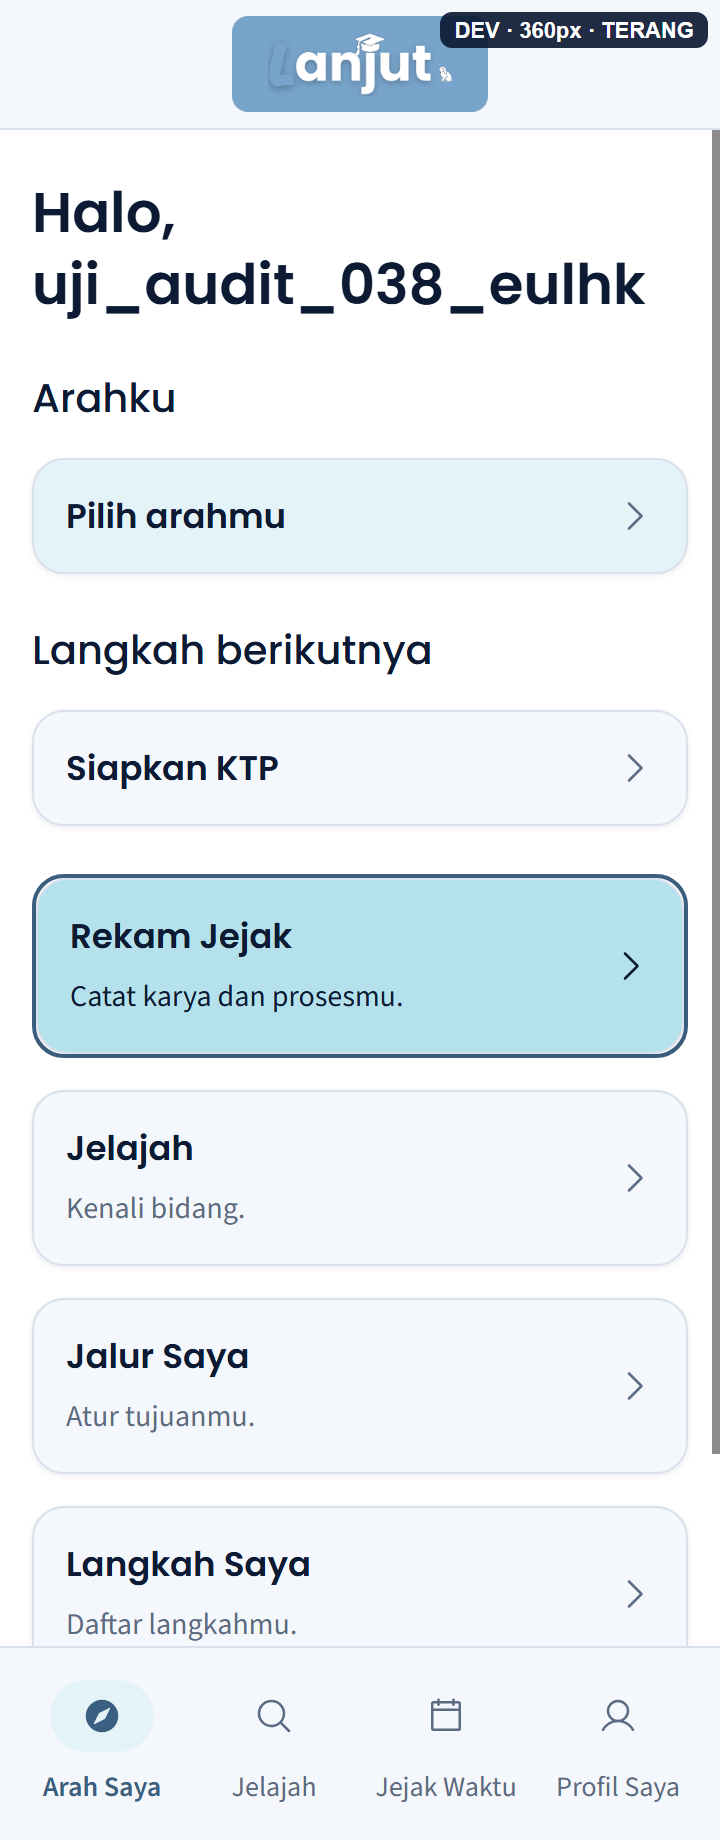 Lanjut
DEV · 360px · TERANG
Halo,
uji_audit_038_eulhk
Arahku
Pilih arahmu
Langkah berikutnya
Siapkan KTP
Rekam Jejak
Catat karya dan prosesmu.
Jelajah
Kenali bidang.
Jalur Saya
Atur tujuanmu.
Langkah Saya
Daftar langkahmu.
Arah Saya
Jelajah
Jejak Waktu
Profil Saya